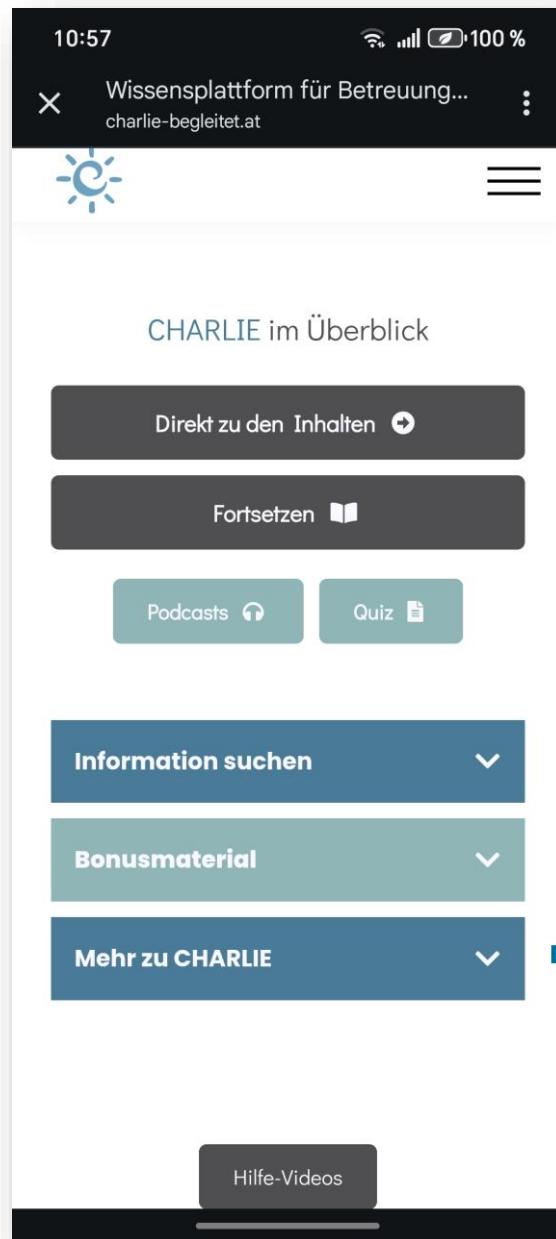 10:57
100 %
Wissensplattform für Betreuung...
charlie-begleitet.at
CHARLIE im Überblick
Direkt zu den Inhalten
Fortsetzen
Podcasts
Quiz
Information suchen
Bonusmaterial
Mehr zu CHARLIE
Hilfe-Videos